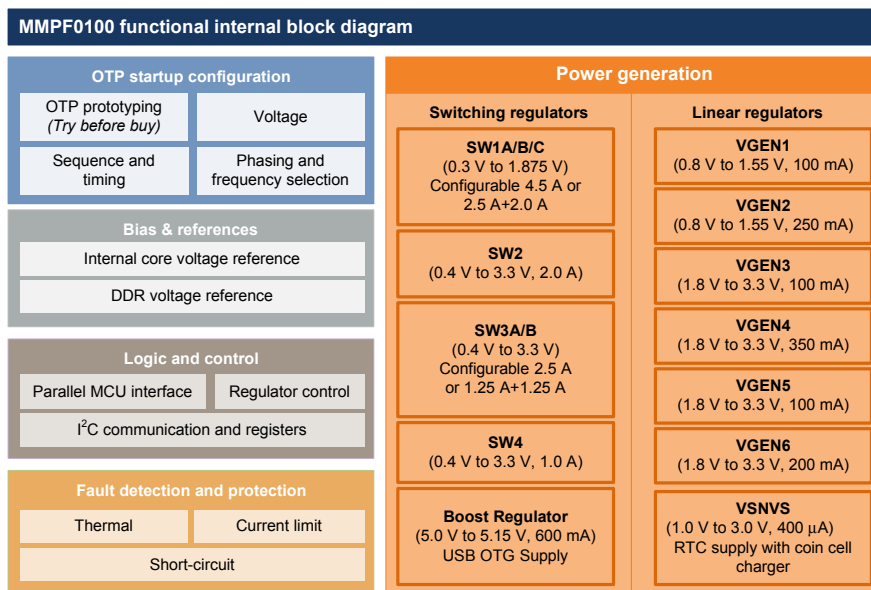 MMPF0100 functional internal block diagram
OTP startup configuration
OTP prototyping
(Try before buy)
Voltage
Sequence and
timing
Phasing and
frequency selection
Bias & references
Internal core voltage reference
DDR voltage reference
Logic and control
Parallel MCU interface
Regulator control
I²C communication and registers
Fault detection and protection
Thermal
Current limit
Short-circuit
Power generation
Switching regulators
SW1A/B/C
(0.3 V to 1.875 V)
Configurable 4.5 A or
2.5 A+2.0 A
SW2
(0.4 V to 3.3 V, 2.0 A)
SW3A/B
(0.4 V to 3.3 V)
Configurable 2.5 A
or 1.25 A+1.25 A
SW4
(0.4 V to 3.3 V, 1.0 A)
Boost Regulator
(5.0 V to 5.15 V, 600 mA)
USB OTG Supply
Linear regulators
VGEN1
(0.8 V to 1.55 V, 100 mA)
VGEN2
(0.8 V to 1.55 V, 250 mA)
VGEN3
(1.8 V to 3.3 V, 100 mA)
VGEN4
(1.8 V to 3.3 V, 350 mA)
VGEN5
(1.8 V to 3.3 V, 100 mA)
VGEN6
(1.8 V to 3.3 V, 200 mA)
VSNVS
(1.0 V to 3.0 V, 400 μA)
RTC supply with coin cell
charger